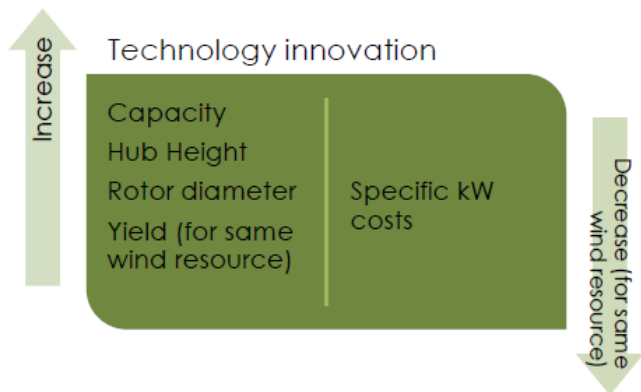 Increase
Technology innovation
Capacity
Hub Height
Rotor diameter
Yield (for same
wind resource)
Specific kW
costs
Decrease (for same
wind resource)